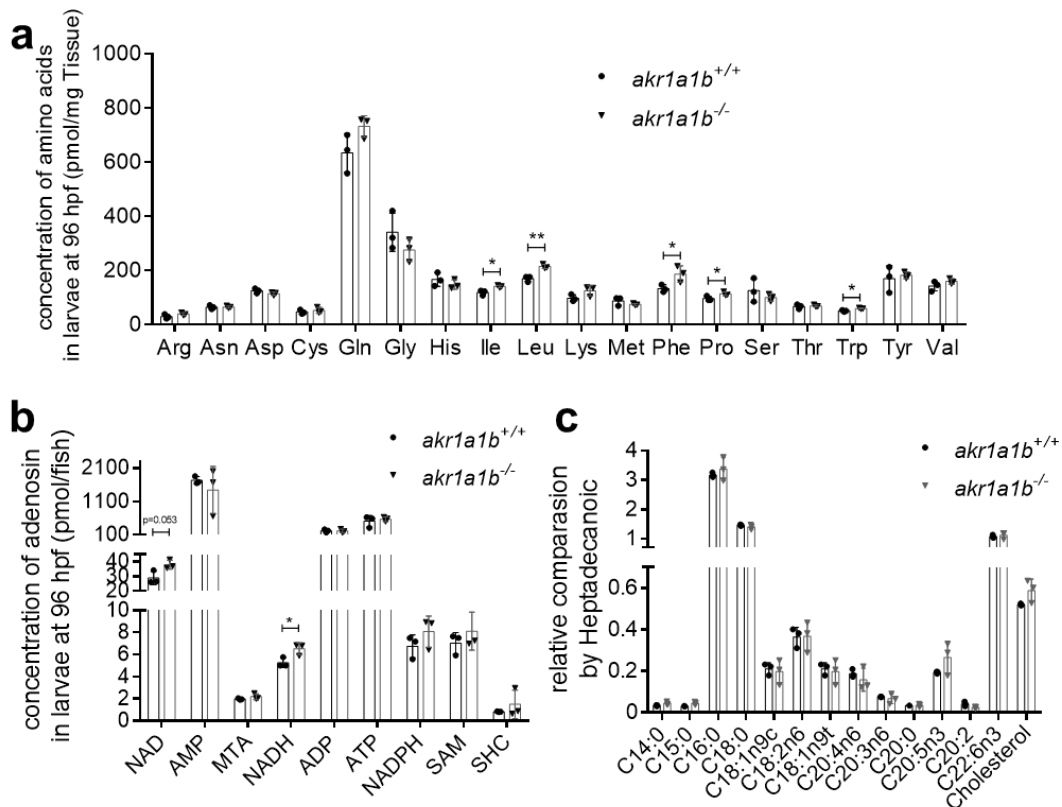 a
concentration of amino acids
in larvae at 96 hpf (pmol/mg Tissue)
1000
800
600
400
200
0
akr1a1b+/+
akr1a1b-/-
*
**
*
*
*
Arg Asn Asp Cys Gln Gly His Ile Leu Lys Met Phe Pro Ser Thr Trp Tyr Val
b
concentration of adenosin
in larvae at 96 hpf (pmol/fish)
akr1a1b+/+
akr1a1b-/-
2100
1100
100
40
30
20
10
8
6
4
2
0
p=0.053
*
NAD AMP MTA NADH ADP ATP NADPH SAM SHC
c
relative comparasion
by Heptadecanoic
akr1a1b+/+
akr1a1b-/-
4
3
2
1
0.6
0.4
0.2
0.0
C14:0 C15:0 C16:0 C18:0 C18:1n9c C18:2n6 C18:1n9t C20:4n6 C20:3n6 C20:0 C20:5n3 C20:2 C22:6n3 Cholesterol